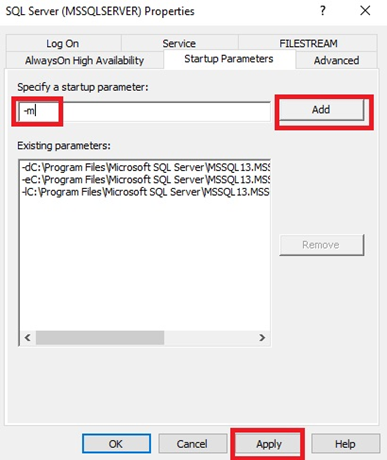 SQL Server (MSSQLSERVER) Properties
?
Log On
Service
FILESTREAM
AlwaysOn High Availability
Startup Parameters
Advanced
Specify a startup parameter:
-m
Add
Existing parameters:
-dC:\Program Files\Microsoft SQL Server\MSSQL13.MSS
-eC:\Program Files\Microsoft SQL Server\MSSQL13.MSS
-lC:\Program Files\Microsoft SQL Server\MSSQL13.MSS
Remove
OK
Cancel
Apply
Help